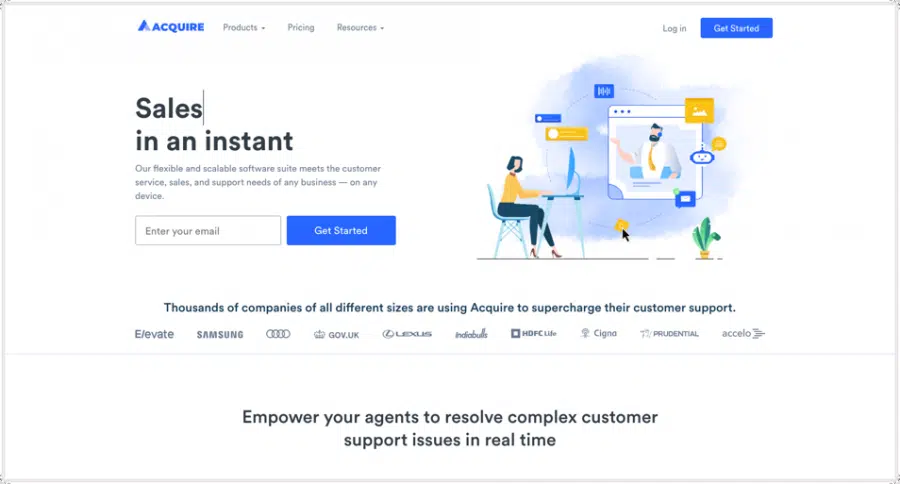 ACQUIRE
Products
Pricing
Resources
Log in
Get Started
Sales
in an instant
Our flexible and scalable software suite meets the customer
service, sales, and support needs of any business — on any
device.
Enter your email
Get Started
Thousands of companies of all different sizes are using Acquire to supercharge their customer support.
Elevate
SAMSUNG
GOV.UK
LEXUS
Indiabulls
HDFC Life
Cigna
PRUDENTIAL
accelo
Empower your agents to resolve complex customer
support issues in real time